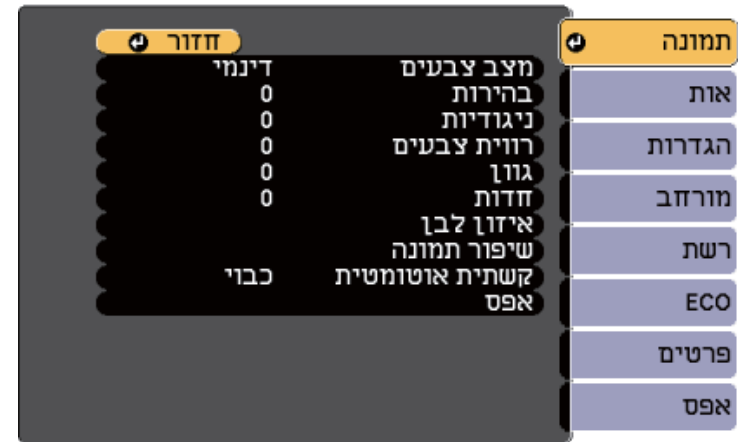 תמונה
אות
הגדרות
מורחב
רשת
ECO
פרטים
אפס
חזור
מצב צבעים דינמי
בהירות 0
ניגודיות 0
רווית צבעים 0
גוון 0
חדות 0
איזון לבן
שיפור תמונה
קשתית אוטומטית כבוי
אפס